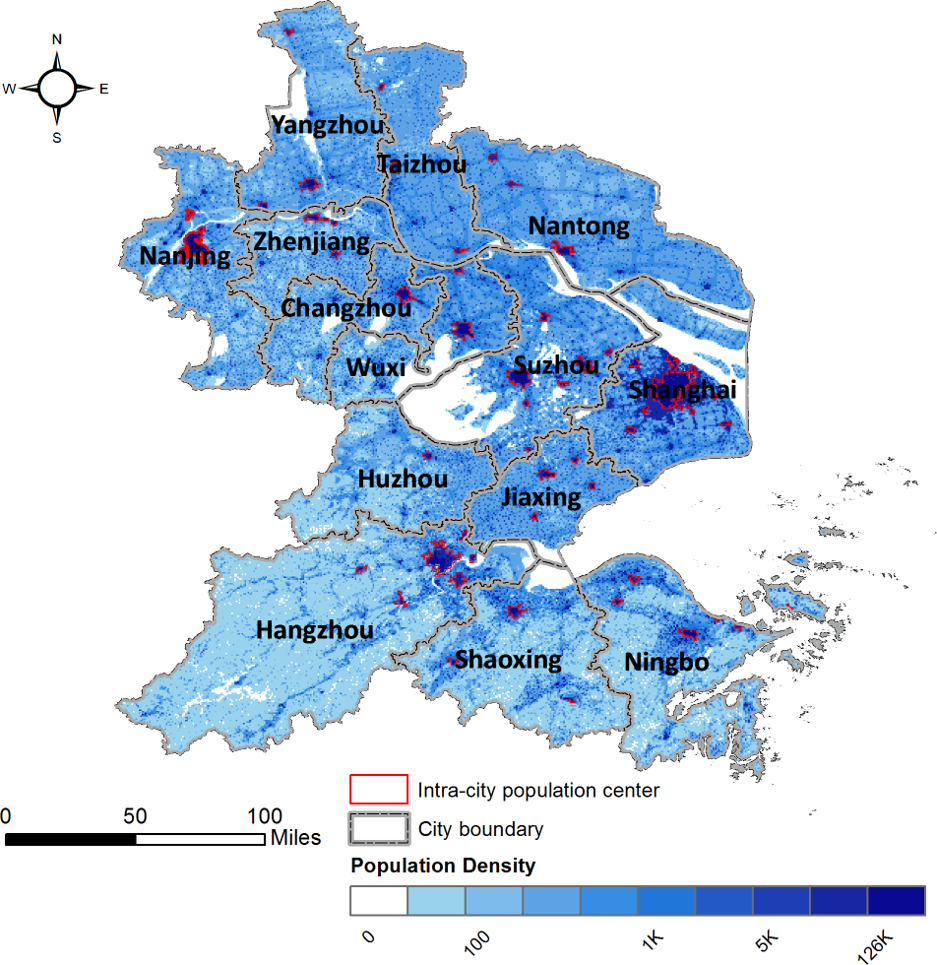 N
W E
S
Yangzhou
Taizhou
Nantong
Zhenjiang
Nanjing
Changzhou
Wuxi
Suzhou
Shanghai
Huzhou
Jiaxing
Hangzhou
Shaoxing
Ningbo
Intra-city population center
0 50 100
Miles
City boundary
Population Density
0 100 1K 5K 126K